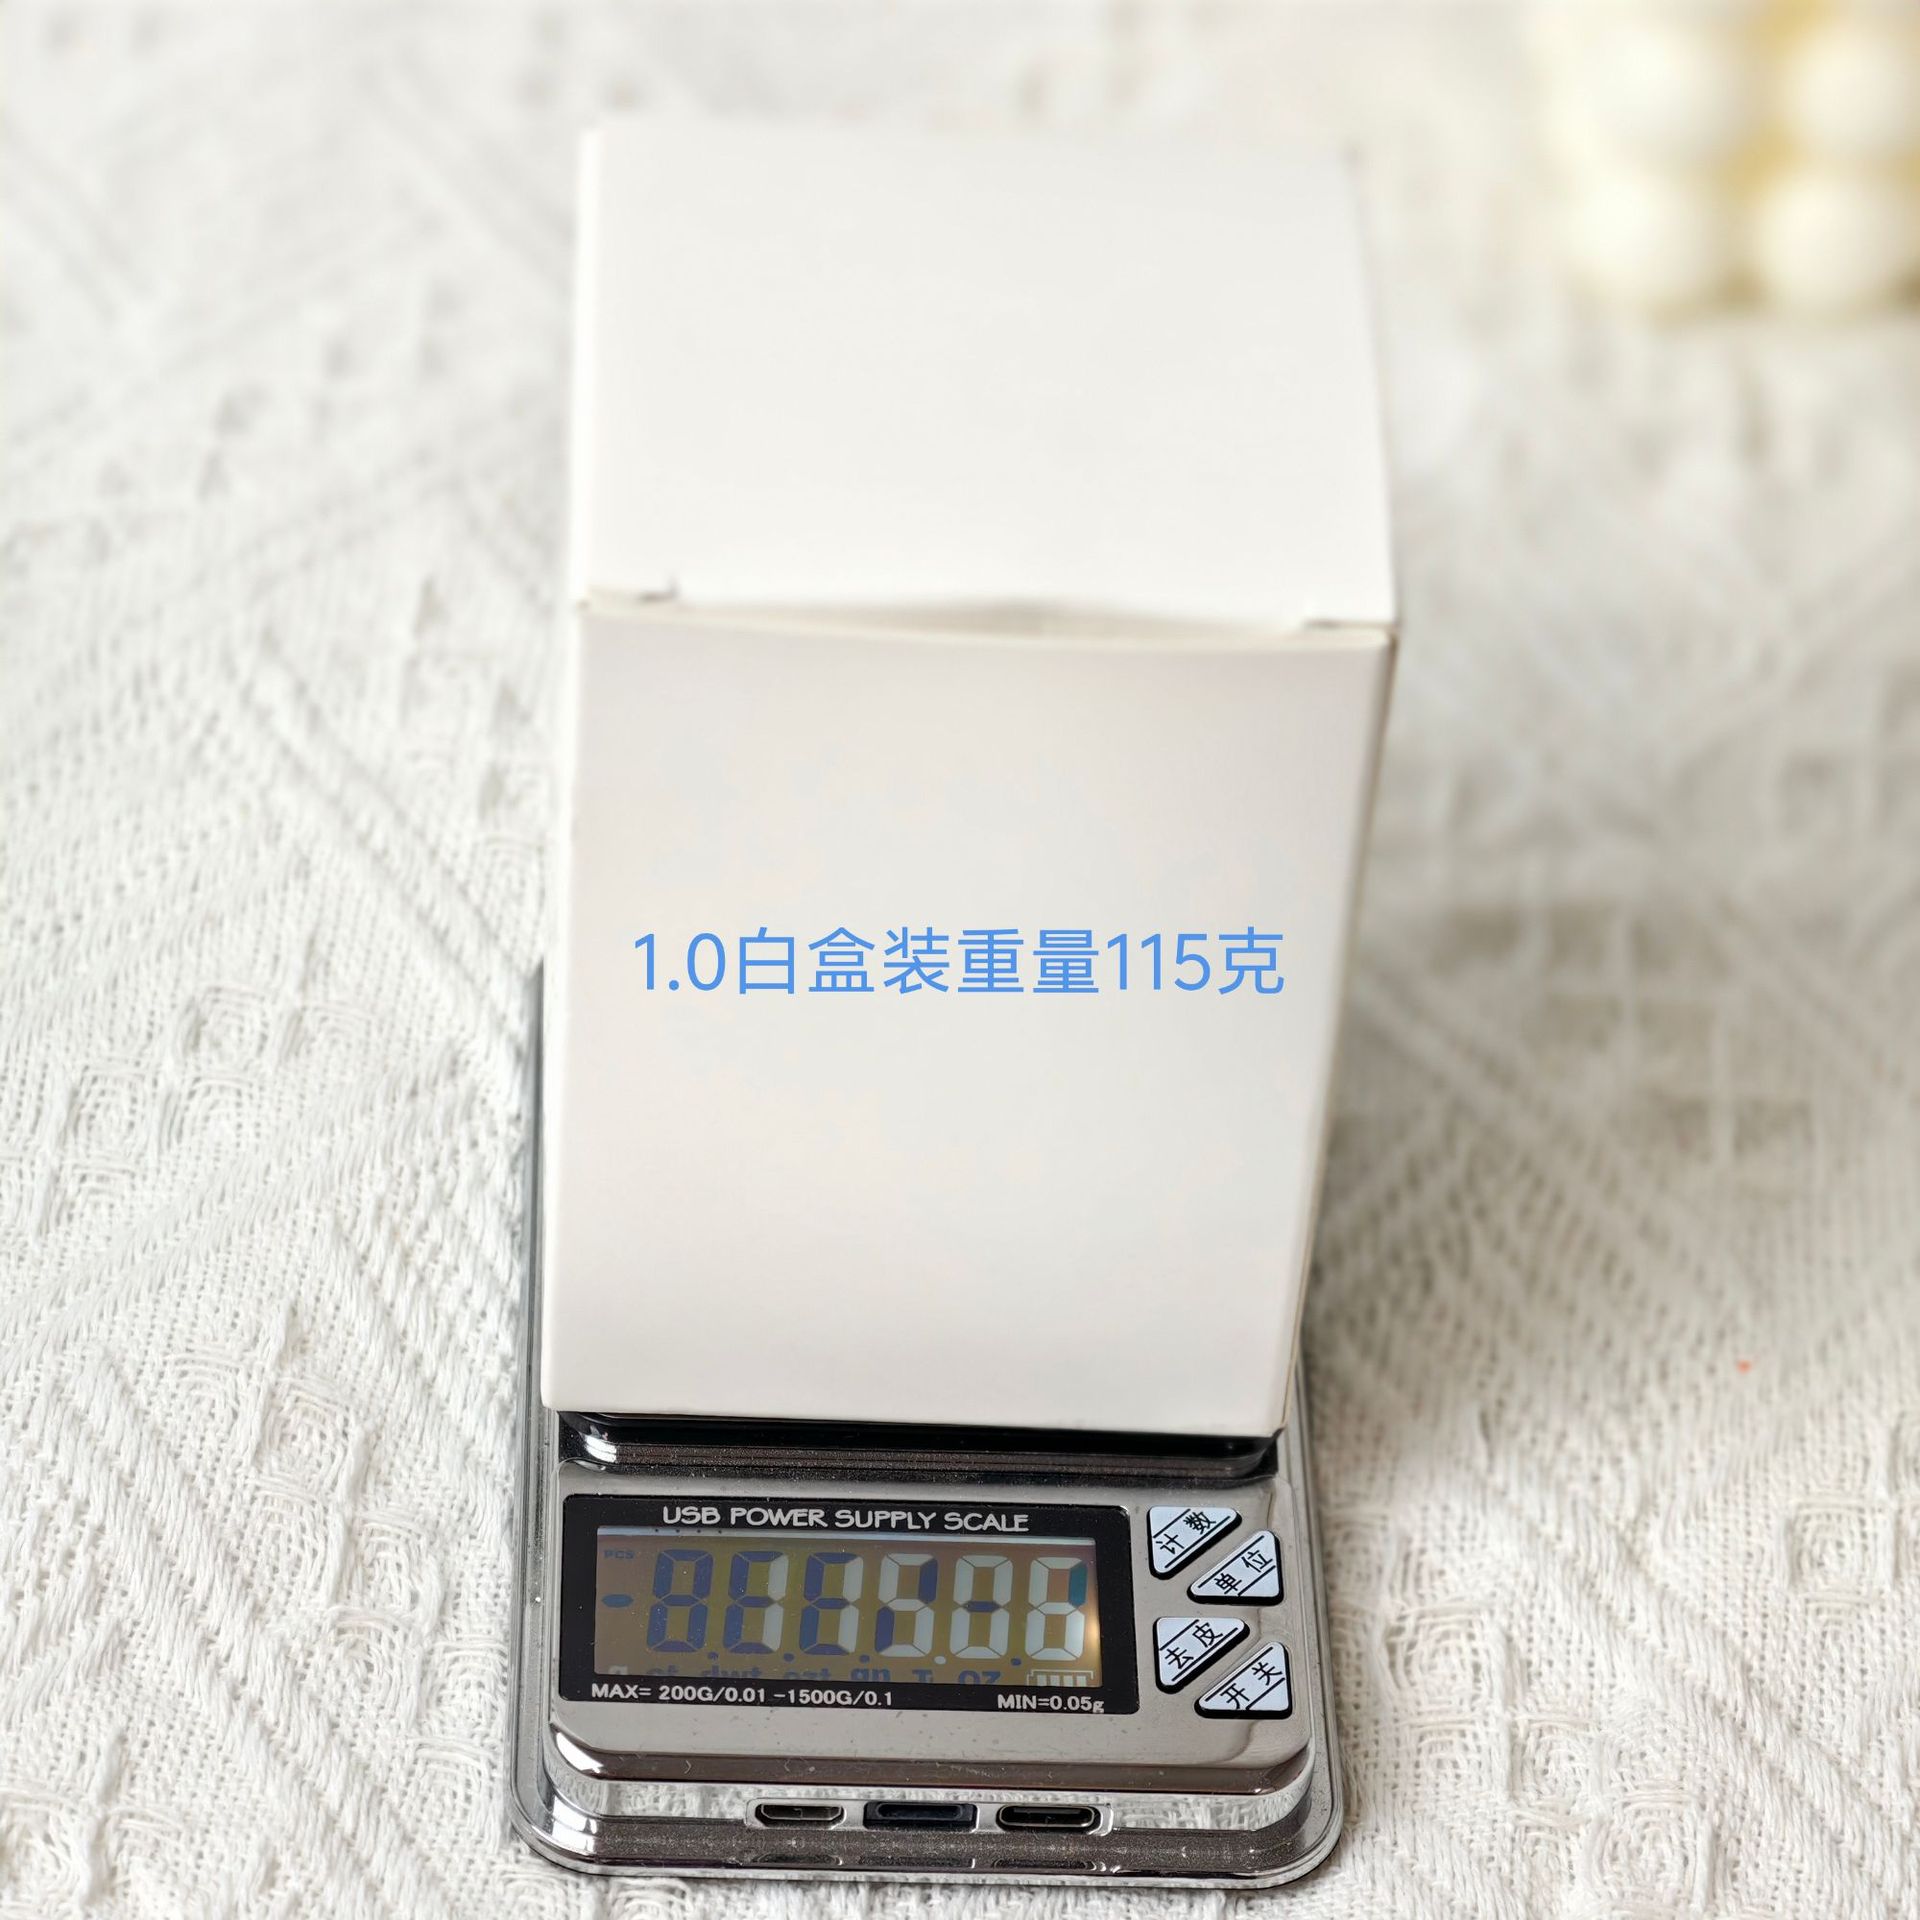 1.0白盒装重量115克
USB POWER SUPPLY SCALE
计数
单位
PCS
去皮
开关
MAX= 200G/0.01 -1500G/0.1
MIN=0.05g